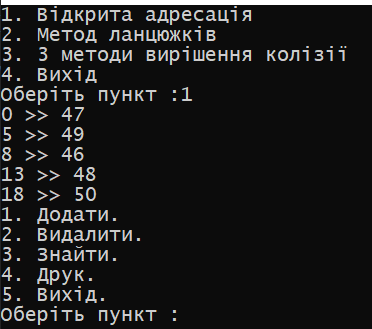 1. Відкрита адресація
2. Метод ланцюжків
3. 3 методи вирішення колізії
4. Вихід
Оберіть пункт :1
0 >> 47
5 >> 49
8 >> 46
13 >> 48
18 >> 50
1. Додати.
2. Видалити.
3. Знайти.
4. Друк.
5. Вихід.
Оберіть пункт :